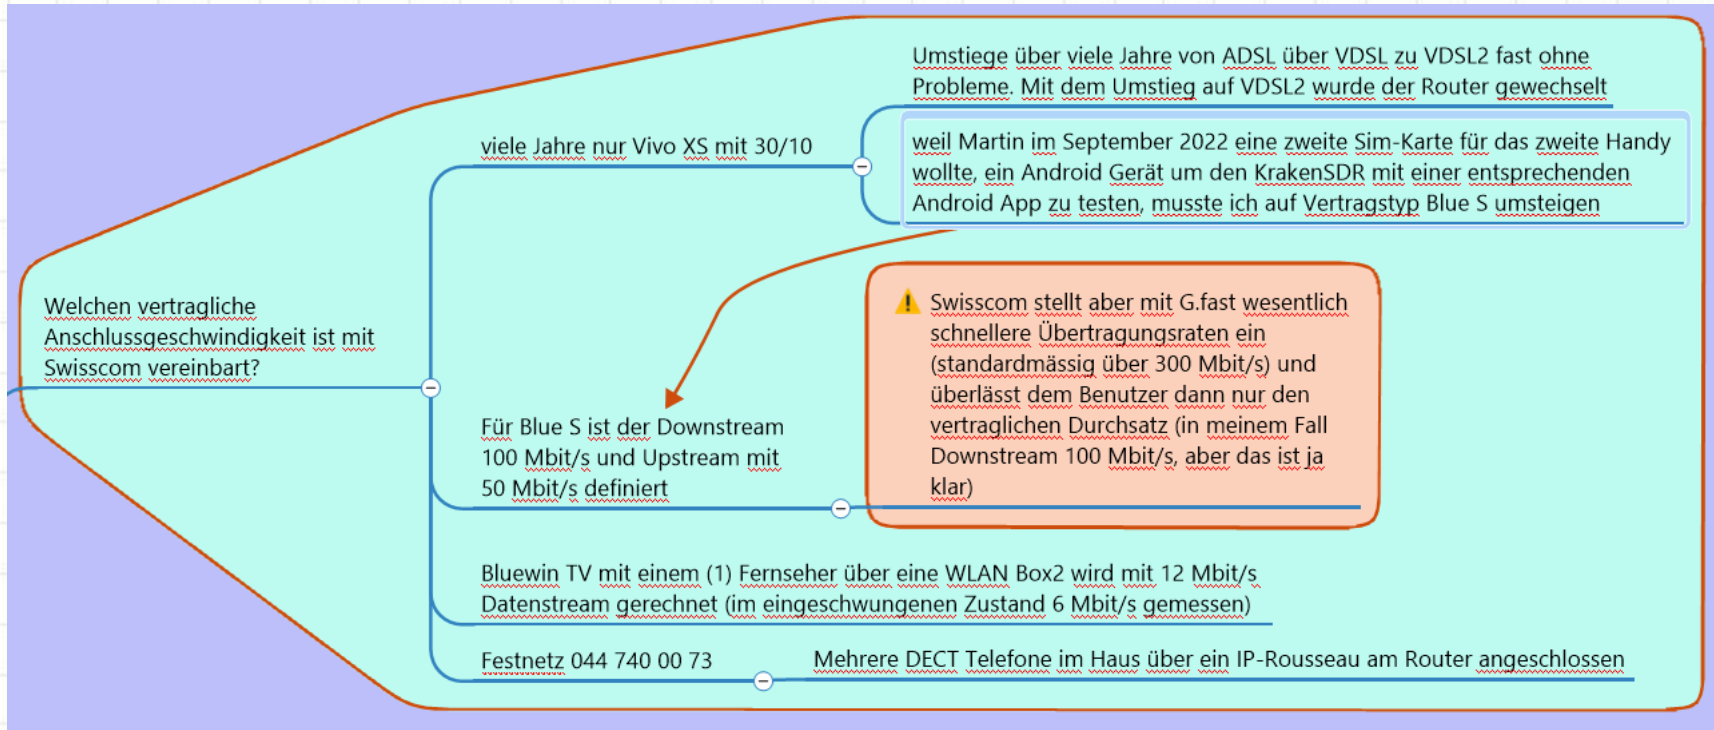 Welchen vertragliche
Anschlussgeschwindigkeit ist mit
Swisscom vereinbart?
viele Jahre nur Vivo XS mit 30/10
Umstiege über viele Jahre von ADSL über VDSL zu VDSL2 fast ohne
Probleme. Mit dem Umstieg auf VDSL2 wurde der Router gewechselt
weil Martin im September 2022 eine zweite Sim-Karte für das zweite Handy
wollte, ein Android Gerät um den KrakenSDR mit einer entsprechenden
Android App zu testen, musste ich auf Vertragstyp Blue S umsteigen
Für Blue S ist der Downstream
100 Mbit/s und Upstream mit
50 Mbit/s definiert
Swisscom stellt aber mit G.fast wesentlich
schnellere Übertragungsraten ein
(standardmässig über 300 Mbit/s) und
überlässt dem Benutzer dann nur den
vertraglichen Durchsatz (in meinem Fall
Downstream 100 Mbit/s, aber das ist ja
klar)
Bluewin TV mit einem (1) Fernseher über eine WLAN Box2 wird mit 12 Mbit/s
Datenstream gerechnet (im eingeschwungenen Zustand 6 Mbit/s gemessen)
Festnetz 044 740 00 73
Mehrere DECT Telefone im Haus über ein IP-Rousseau am Router angeschlossen